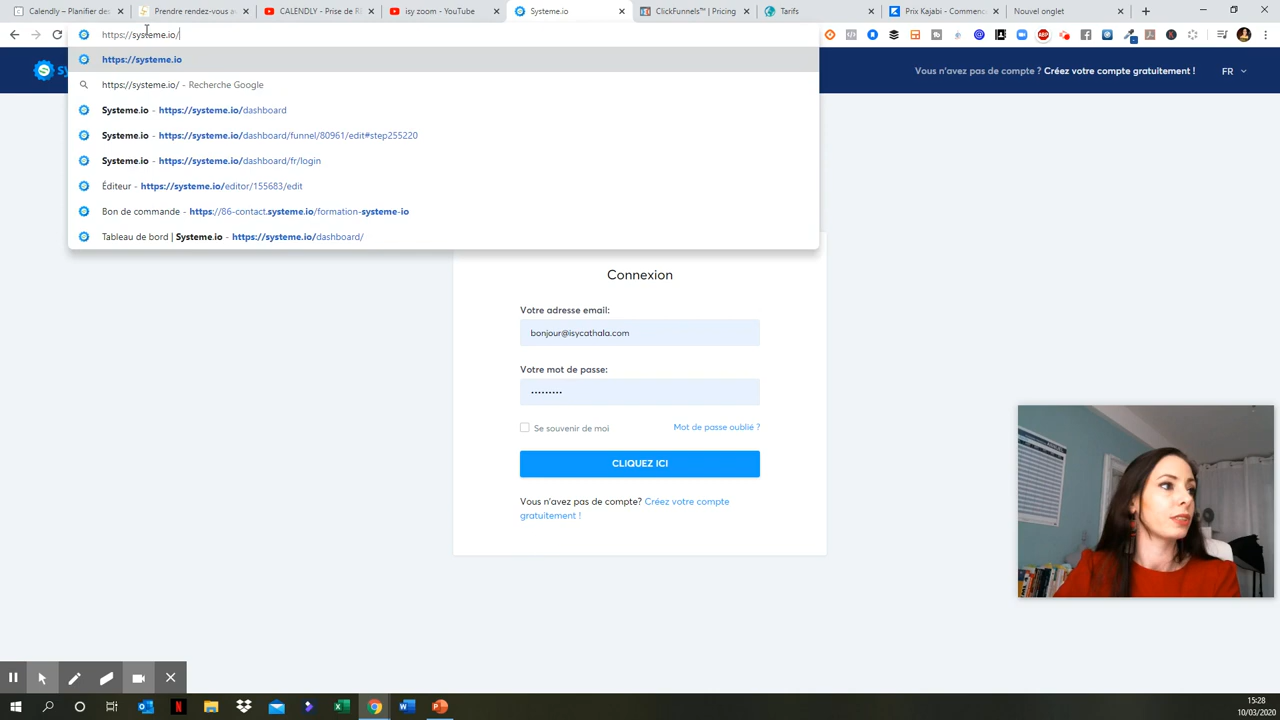 Calendly – Planifier des
Prendre rendez-vous a
CALENDLY - Prise de R
isy zoom - YouTube
Systeme.io
ClickFunnels™ | Pricing
Tarifs
Prix Kajabi - Commenc
Nouvel onglet
https://systeme.io/
https://systeme.io
https://systeme.io/ - Recherche Google
Systeme.io - https://systeme.io/dashboard
Systeme.io - https://systeme.io/dashboard/funnel/80961/edit#step255220
Systeme.io - https://systeme.io/dashboard/fr/login
Éditeur - https://systeme.io/editor/155683/edit
Bon de commande - https://86-contact.systeme.io/formation-systeme-io
Tableau de bord | Systeme.io - https://systeme.io/dashboard/
Vous n'avez pas de compte ? Créez votre compte gratuitement !
FR
Connexion
Votre adresse email:
bonjour@isycathala.com
Votre mot de passe:
•••••••••
Se souvenir de moi
Mot de passe oublié ?
CLIQUEZ ICI
Vous n'avez pas de compte? Créez votre compte
gratuitement !
15:28
10/03/2020